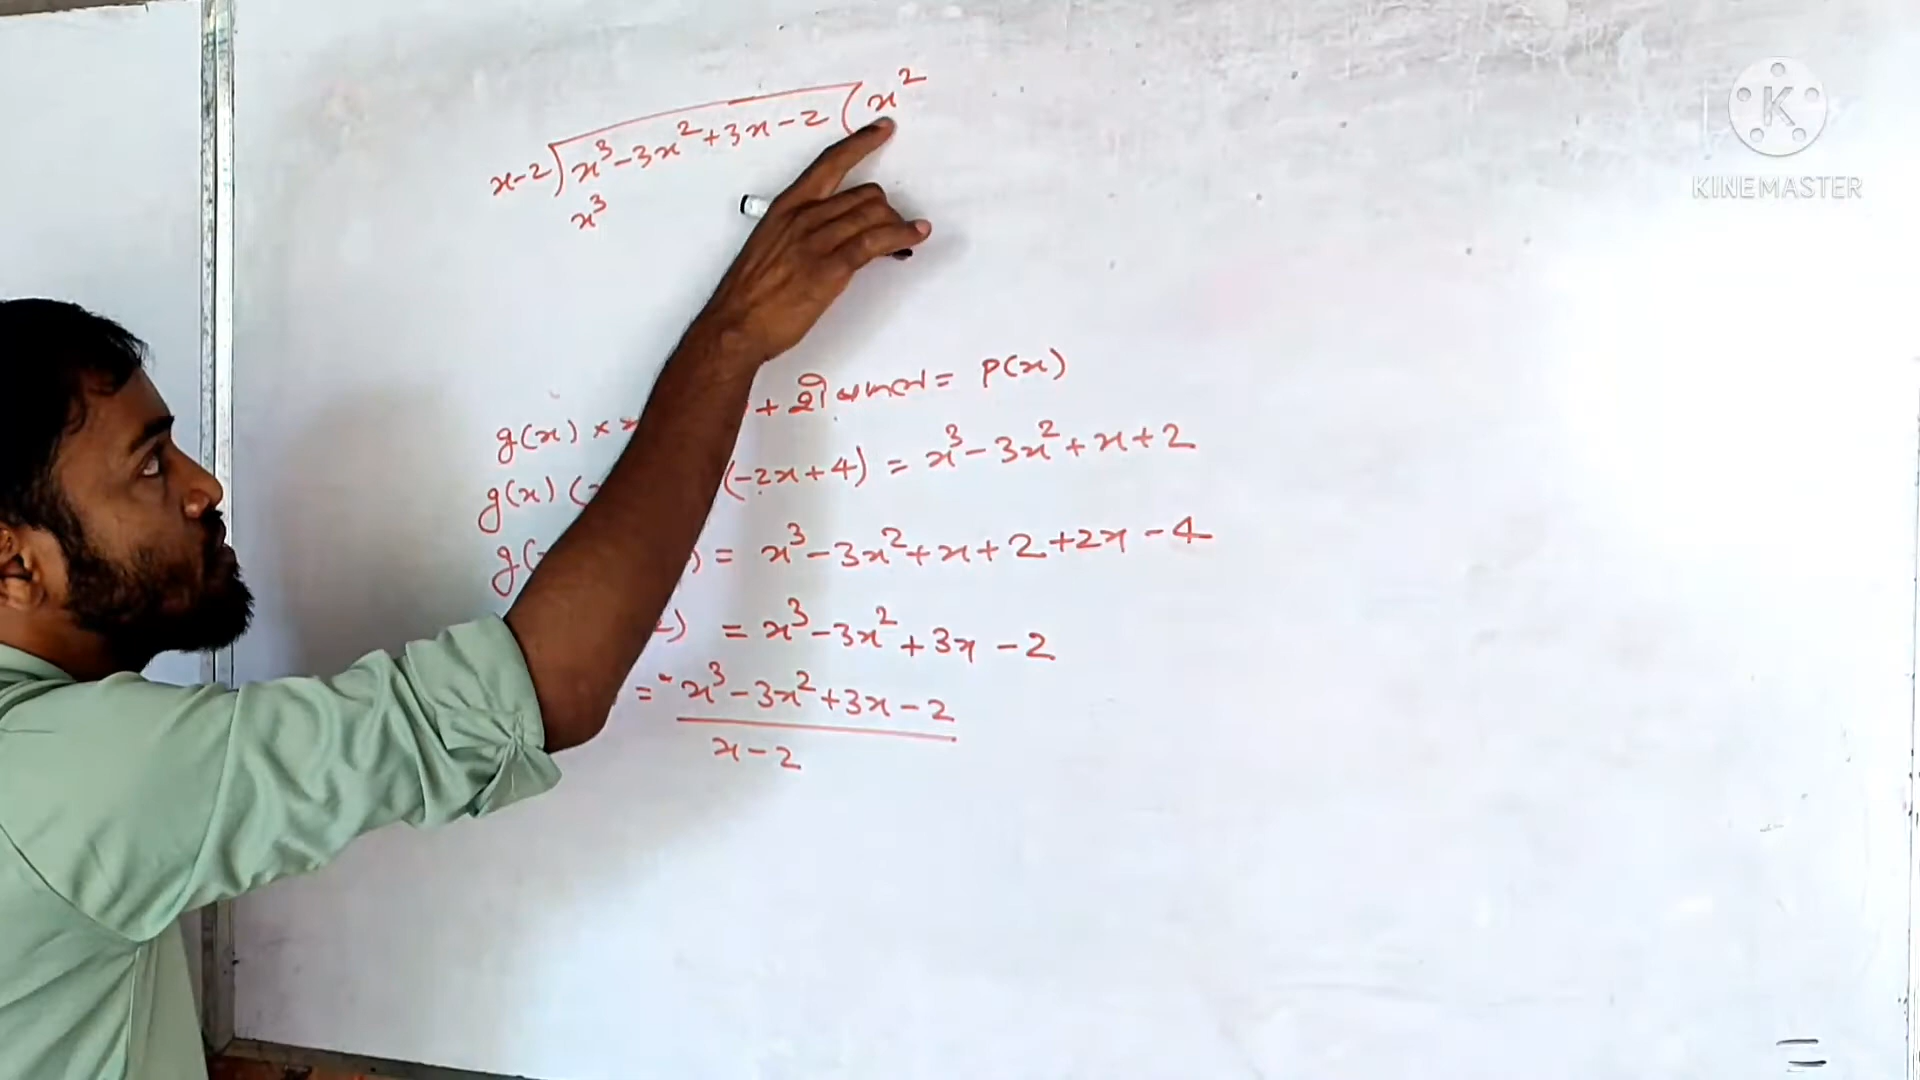 x²
x-2)x³-3x²+3x-2(
x³
K
KINEMASTER
g(x) × + = P(x)
g(x) ( (-2x+4) = x³-3x²+x+2
g( ) = x³-3x²+x+2+2x-4
) = x³-3x²+3x-2
= x³-3x²+3x-2
x-2